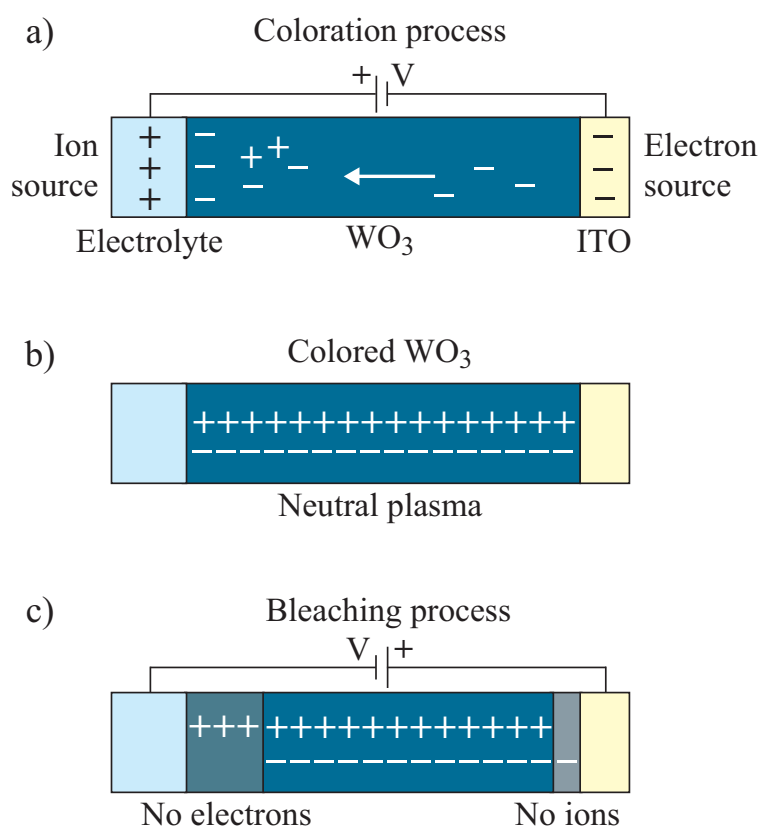 a)
Coloration process
+ V
Ion source
+ + +
− − − − + + −
− − −
− − −
Electron source
Electrolyte
WO₃
ITO
b)
Colored WO₃
+ + + + + + + + + + + + + + + +
− − − − − − − − − − − − − − − −
Neutral plasma
c)
Bleaching process
V +
+++ + + + + + + + + + + + +
− − − − − − − − − − − − −
No electrons
No ions